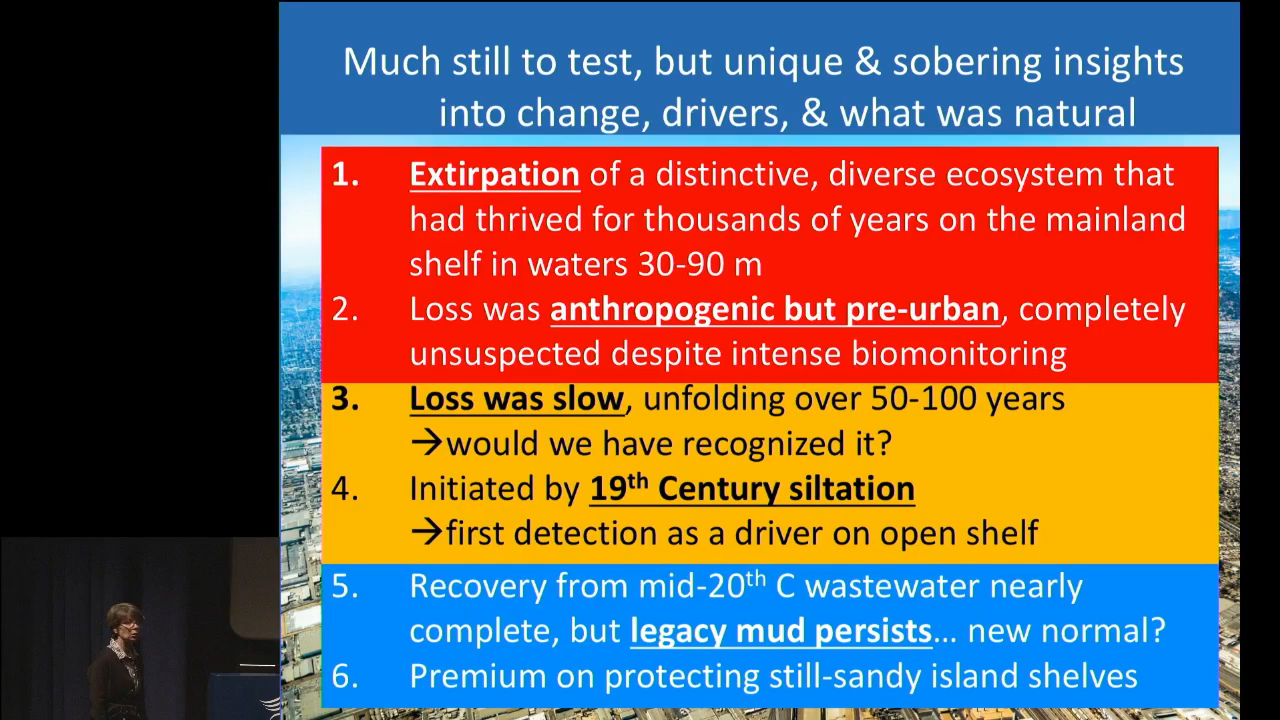 Much still to test, but unique & sobering insights
into change, drivers, & what was natural
1. Extirpation of a distinctive, diverse ecosystem that
had thrived for thousands of years on the mainland
shelf in waters 30-90 m
2. Loss was anthropogenic but pre-urban, completely
unsuspected despite intense biomonitoring
3. Loss was slow, unfolding over 50-100 years
→would we have recognized it?
4. Initiated by 19th Century siltation
→first detection as a driver on open shelf
5. Recovery from mid-20th C wastewater nearly
complete, but legacy mud persists... new normal?
6. Premium on protecting still-sandy island shelves